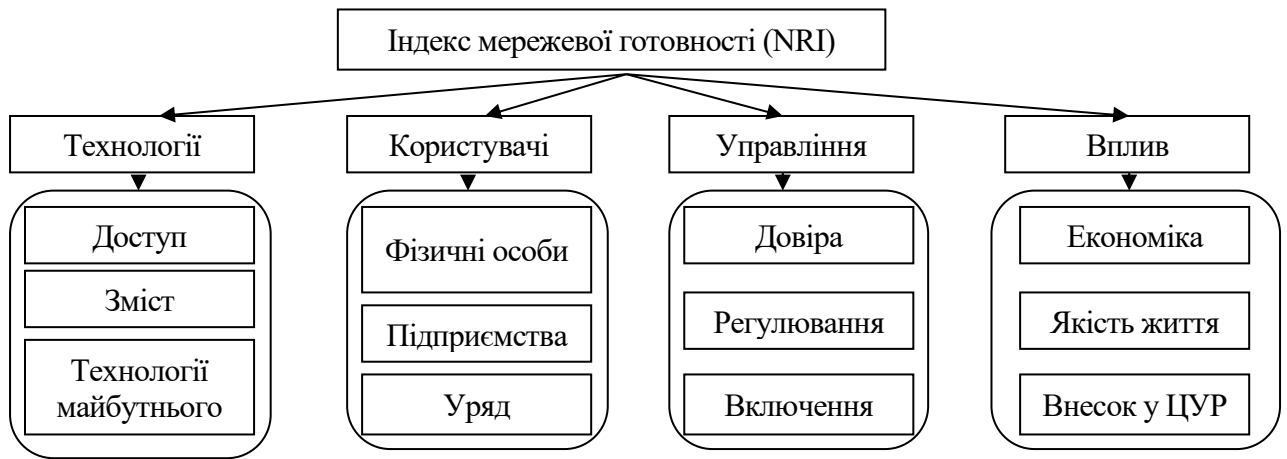 Індекс мережевої готовності (NRI)
Технології
Користувачі
Управління
Вплив
Доступ
Зміст
Технології
майбутнього
Фізичні особи
Підприємства
Уряд
Довіра
Регулювання
Включення
Економіка
Якість життя
Внесок у ЦУР